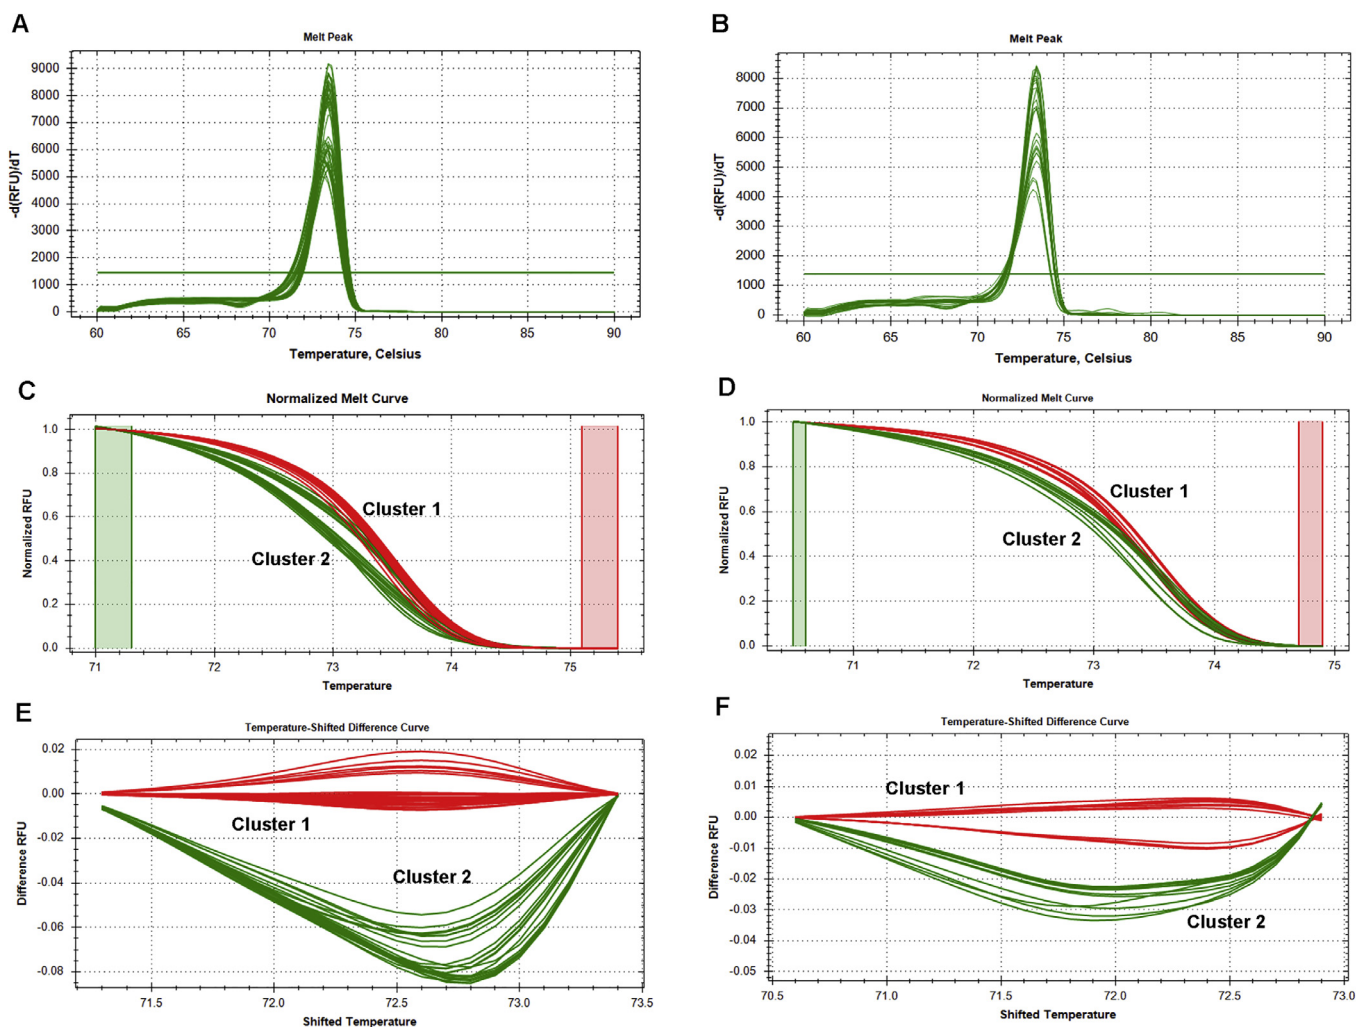 A
Melt Peak
-d(RFU)/dT
9000
8000
7000
6000
5000
4000
3000
2000
1000
0
60 65 70 75 80 85 90
Temperature, Celsius
B
Melt Peak
-d(RFU)/dT
8000
7000
6000
5000
4000
3000
2000
1000
0
60 65 70 75 80 85 90
Temperature, Celsius
C
Normalized Melt Curve
Normalized RFU
1.0
0.8
0.6
0.4
0.2
0.0
Cluster 1
Cluster 2
71 72 73 74 75
Temperature
D
Normalized Melt Curve
Normalized RFU
1.0
0.8
0.6
0.4
0.2
0.0
Cluster 1
Cluster 2
71 72 73 74 75
Temperature
E
Temperature-Shifted Difference Curve
Difference RFU
0.02
0.00
-0.02
-0.04
-0.06
-0.08
Cluster 1
Cluster 2
71.5 72.0 72.5 73.0 73.5
Shifted Temperature
F
Temperature-Shifted Difference Curve
Difference RFU
0.02
0.01
0.00
-0.01
-0.02
-0.03
-0.04
-0.05
Cluster 1
Cluster 2
70.5 71.0 71.5 72.0 72.5 73.0
Shifted Temperature